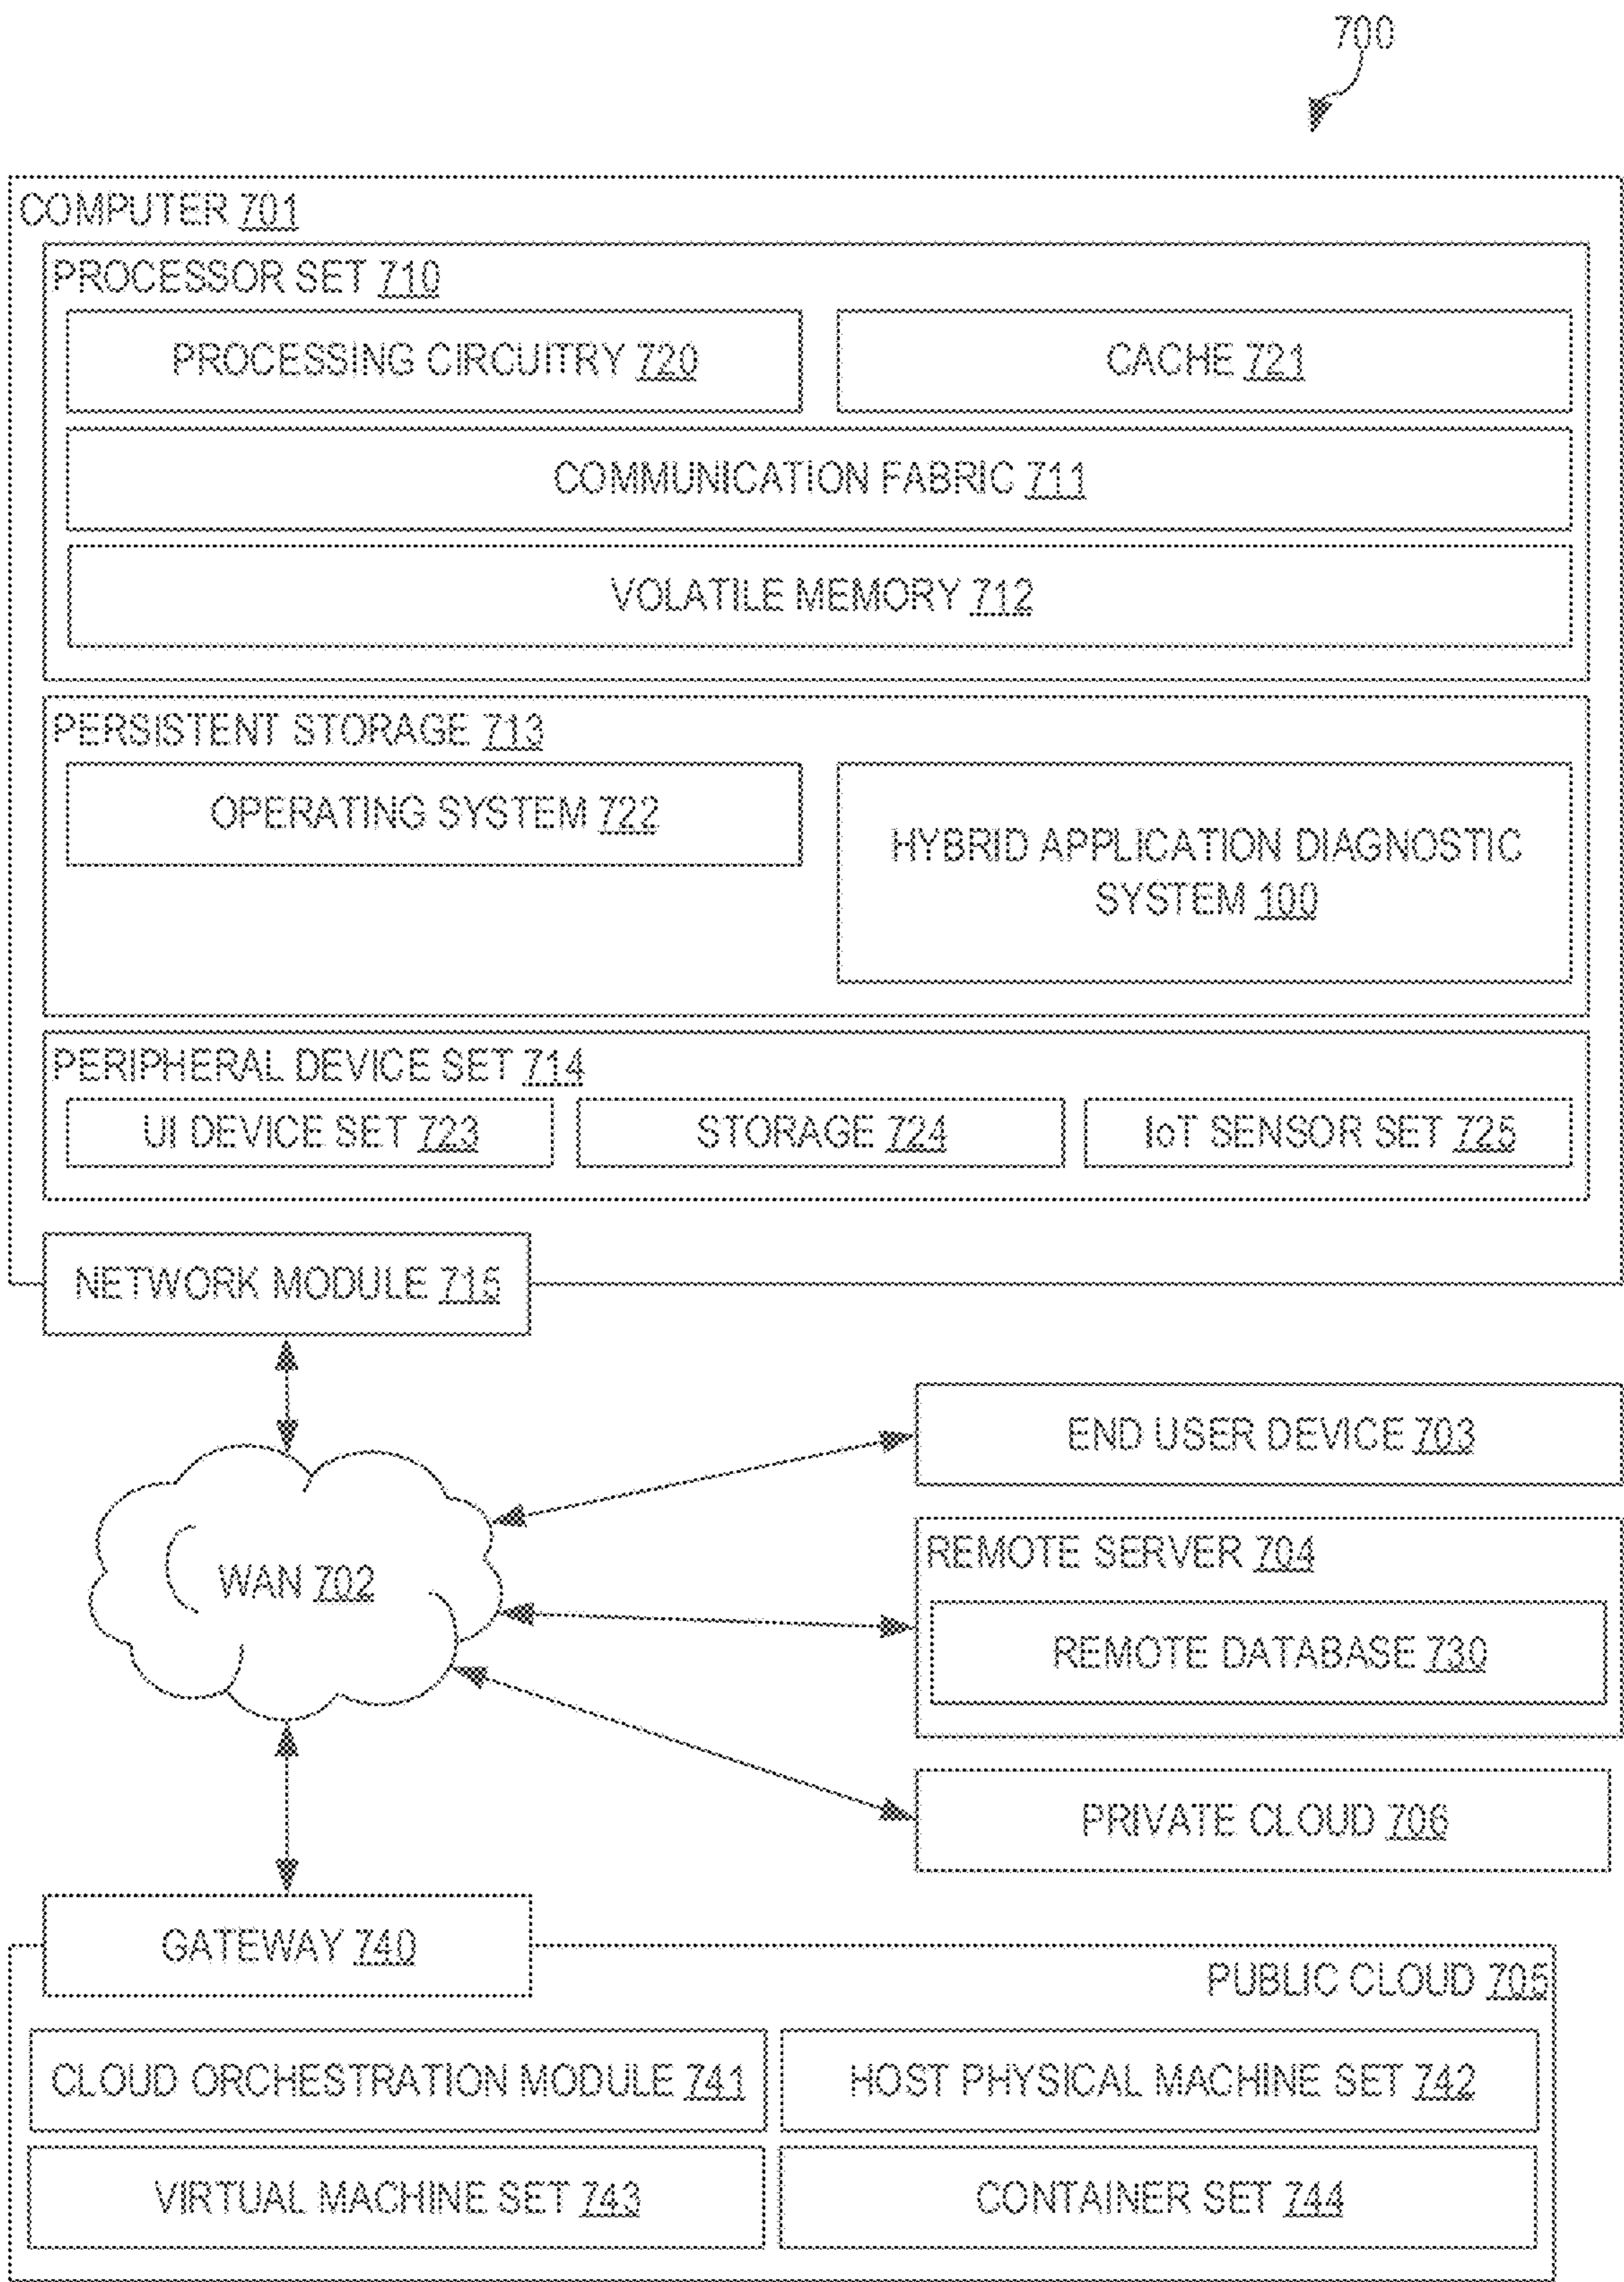 700
COMPUTER 701
PROCESSOR SET 710
PROCESSING CIRCUITRY 720
CACHE 721
COMMUNICATION FABRIC 711
VOLATILE MEMORY 712
PERSISTENT STORAGE 713
OPERATING SYSTEM 722
HYBRID APPLICATION DIAGNOSTIC
SYSTEM 100
PERIPHERAL DEVICE SET 714
UI DEVICE SET 723
STORAGE 724
IoT SENSOR SET 725
NETWORK MODULE 715
END USER DEVICE 703
WAN 702
REMOTE SERVER 704
REMOTE DATABASE 730
PRIVATE CLOUD 706
GATEWAY 740
PUBLIC CLOUD 705
CLOUD ORCHESTRATION MODULE 741
HOST PHYSICAL MACHINE SET 742
VIRTUAL MACHINE SET 743
CONTAINER SET 744